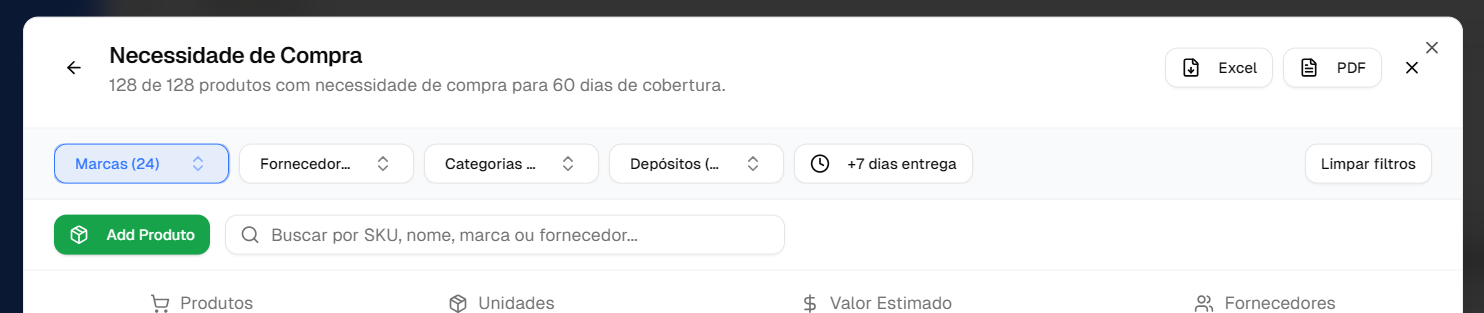 Necessidade de Compra
128 de 128 produtos com necessidade de compra para 60 dias de cobertura.
Excel
PDF
Marcas (24)
Fornecedor...
Categorias ...
Depósitos (...
+7 dias entrega
Limpar filtros
Add Produto
Buscar por SKU, nome, marca ou fornecedor...
Produtos
Unidades
Valor Estimado
Fornecedores